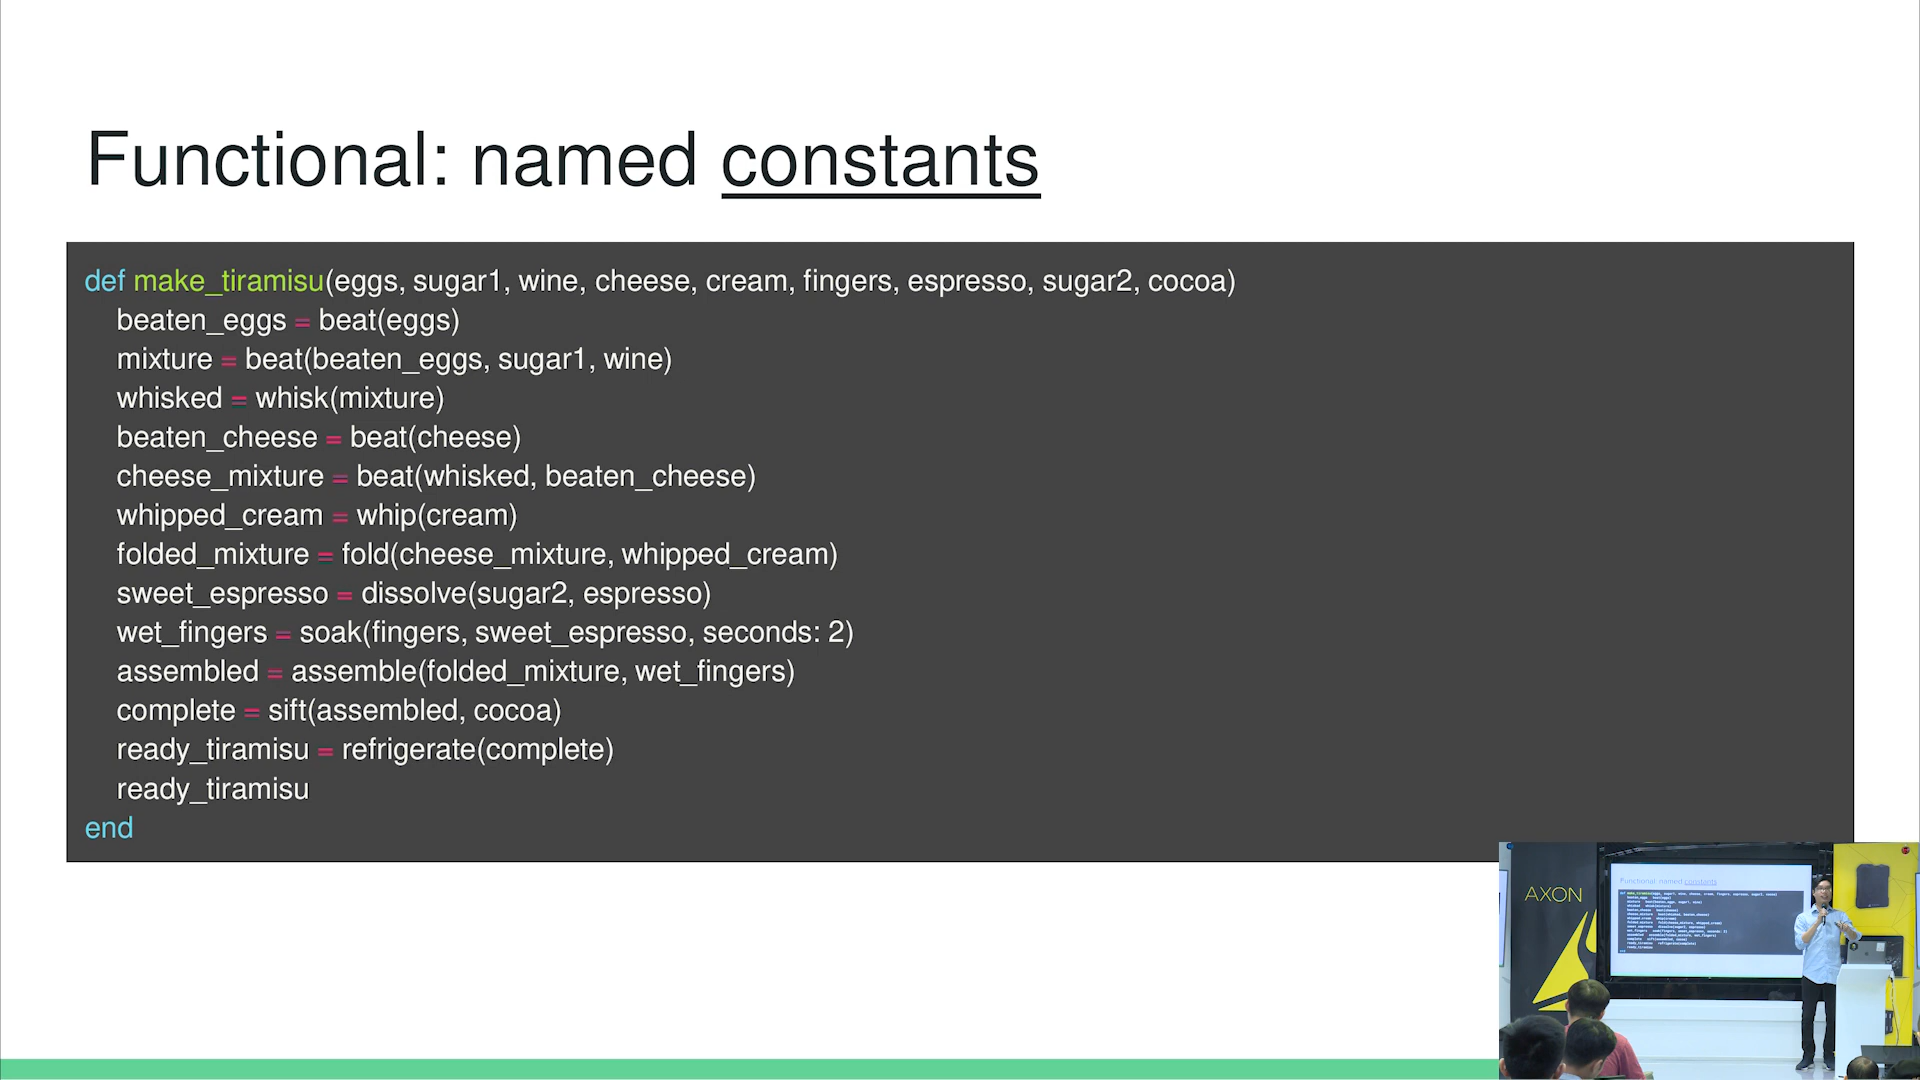 Functional: named constants
def make_tiramisu(eggs, sugar1, wine, cheese, cream, fingers, espresso, sugar2, cocoa)
beaten_eggs = beat(eggs)
mixture = beat(beaten_eggs, sugar1, wine)
whisked = whisk(mixture)
beaten_cheese = beat(cheese)
cheese_mixture = beat(whisked, beaten_cheese)
whipped_cream = whip(cream)
folded_mixture = fold(cheese_mixture, whipped_cream)
sweet_espresso = dissolve(sugar2, espresso)
wet_fingers = soak(fingers, sweet_espresso, seconds: 2)
assembled = assemble(folded_mixture, wet_fingers)
complete = sift(assembled, cocoa)
ready_tiramisu = refrigerate(complete)
ready_tiramisu
end
AXON
Functional: named constants